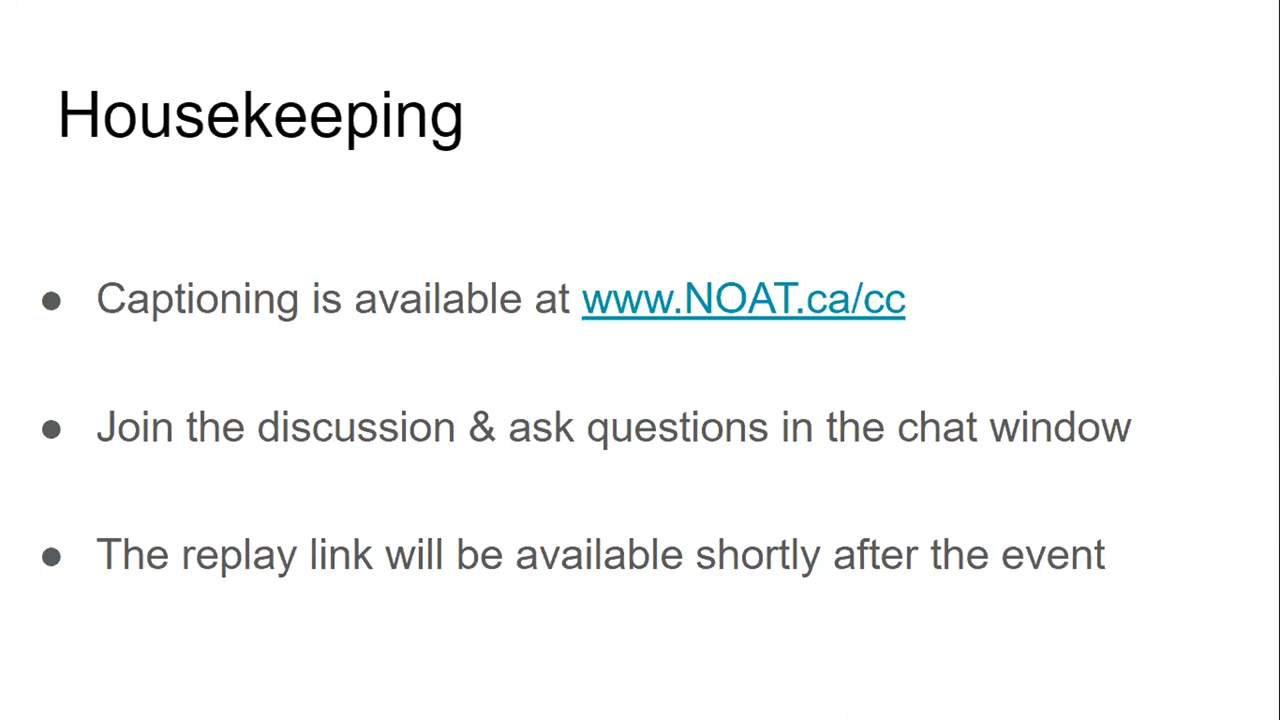 Housekeeping
● Captioning is available at www.NOAT.ca/cc
● Join the discussion & ask questions in the chat window
● The replay link will be available shortly after the event